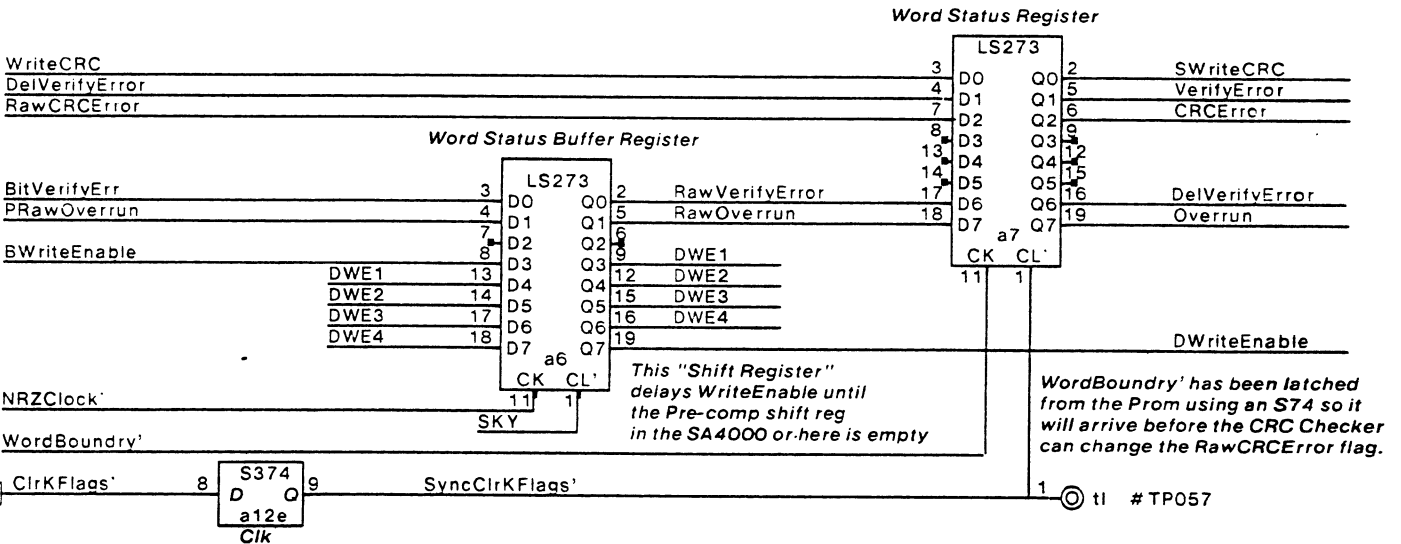 Word Status Register
LS273
WriteCRC 3 D0 Q0 2 SWriteCRC
DelVerifyError 4 D1 Q1 5 VerifyError
RawCRCError 7 D2 Q2 6 CRCError
8 D3 Q3 9
13 D4 Q4 12
14 D5 Q5 15
17 D6 Q6 16 DelVerifyError
18 D7 Q7 19 Overrun
a7
CK CL'
11 1
Word Status Buffer Register
LS273
BitVerifyErr 3 D0 Q0 2 RawVerifyError
PRawOverrun 4 D1 Q1 5 RawOverrun
7 D2 Q2 6
BWriteEnable 8 D3 Q3 9 DWE1
DWE1 13 D4 Q4 12 DWE2
DWE2 14 D5 Q5 15 DWE3
DWE3 17 D6 Q6 16 DWE4
DWE4 18 D7 Q7 19 DWriteEnable
a6
CK CL'
NRZClock' 11 1
SKY
This "Shift Register"
delays WriteEnable until
the Pre-comp shift reg
in the SA4000 or here is empty
WordBoundry' has been latched
from the Prom using an S74 so it
will arrive before the CRC Checker
can change the RawCRCError flag.
WordBoundry'
S374
ClrKFlags' 8 D Q 9 SyncClrKFlags' 1 tl #TP057
a12e
Clk